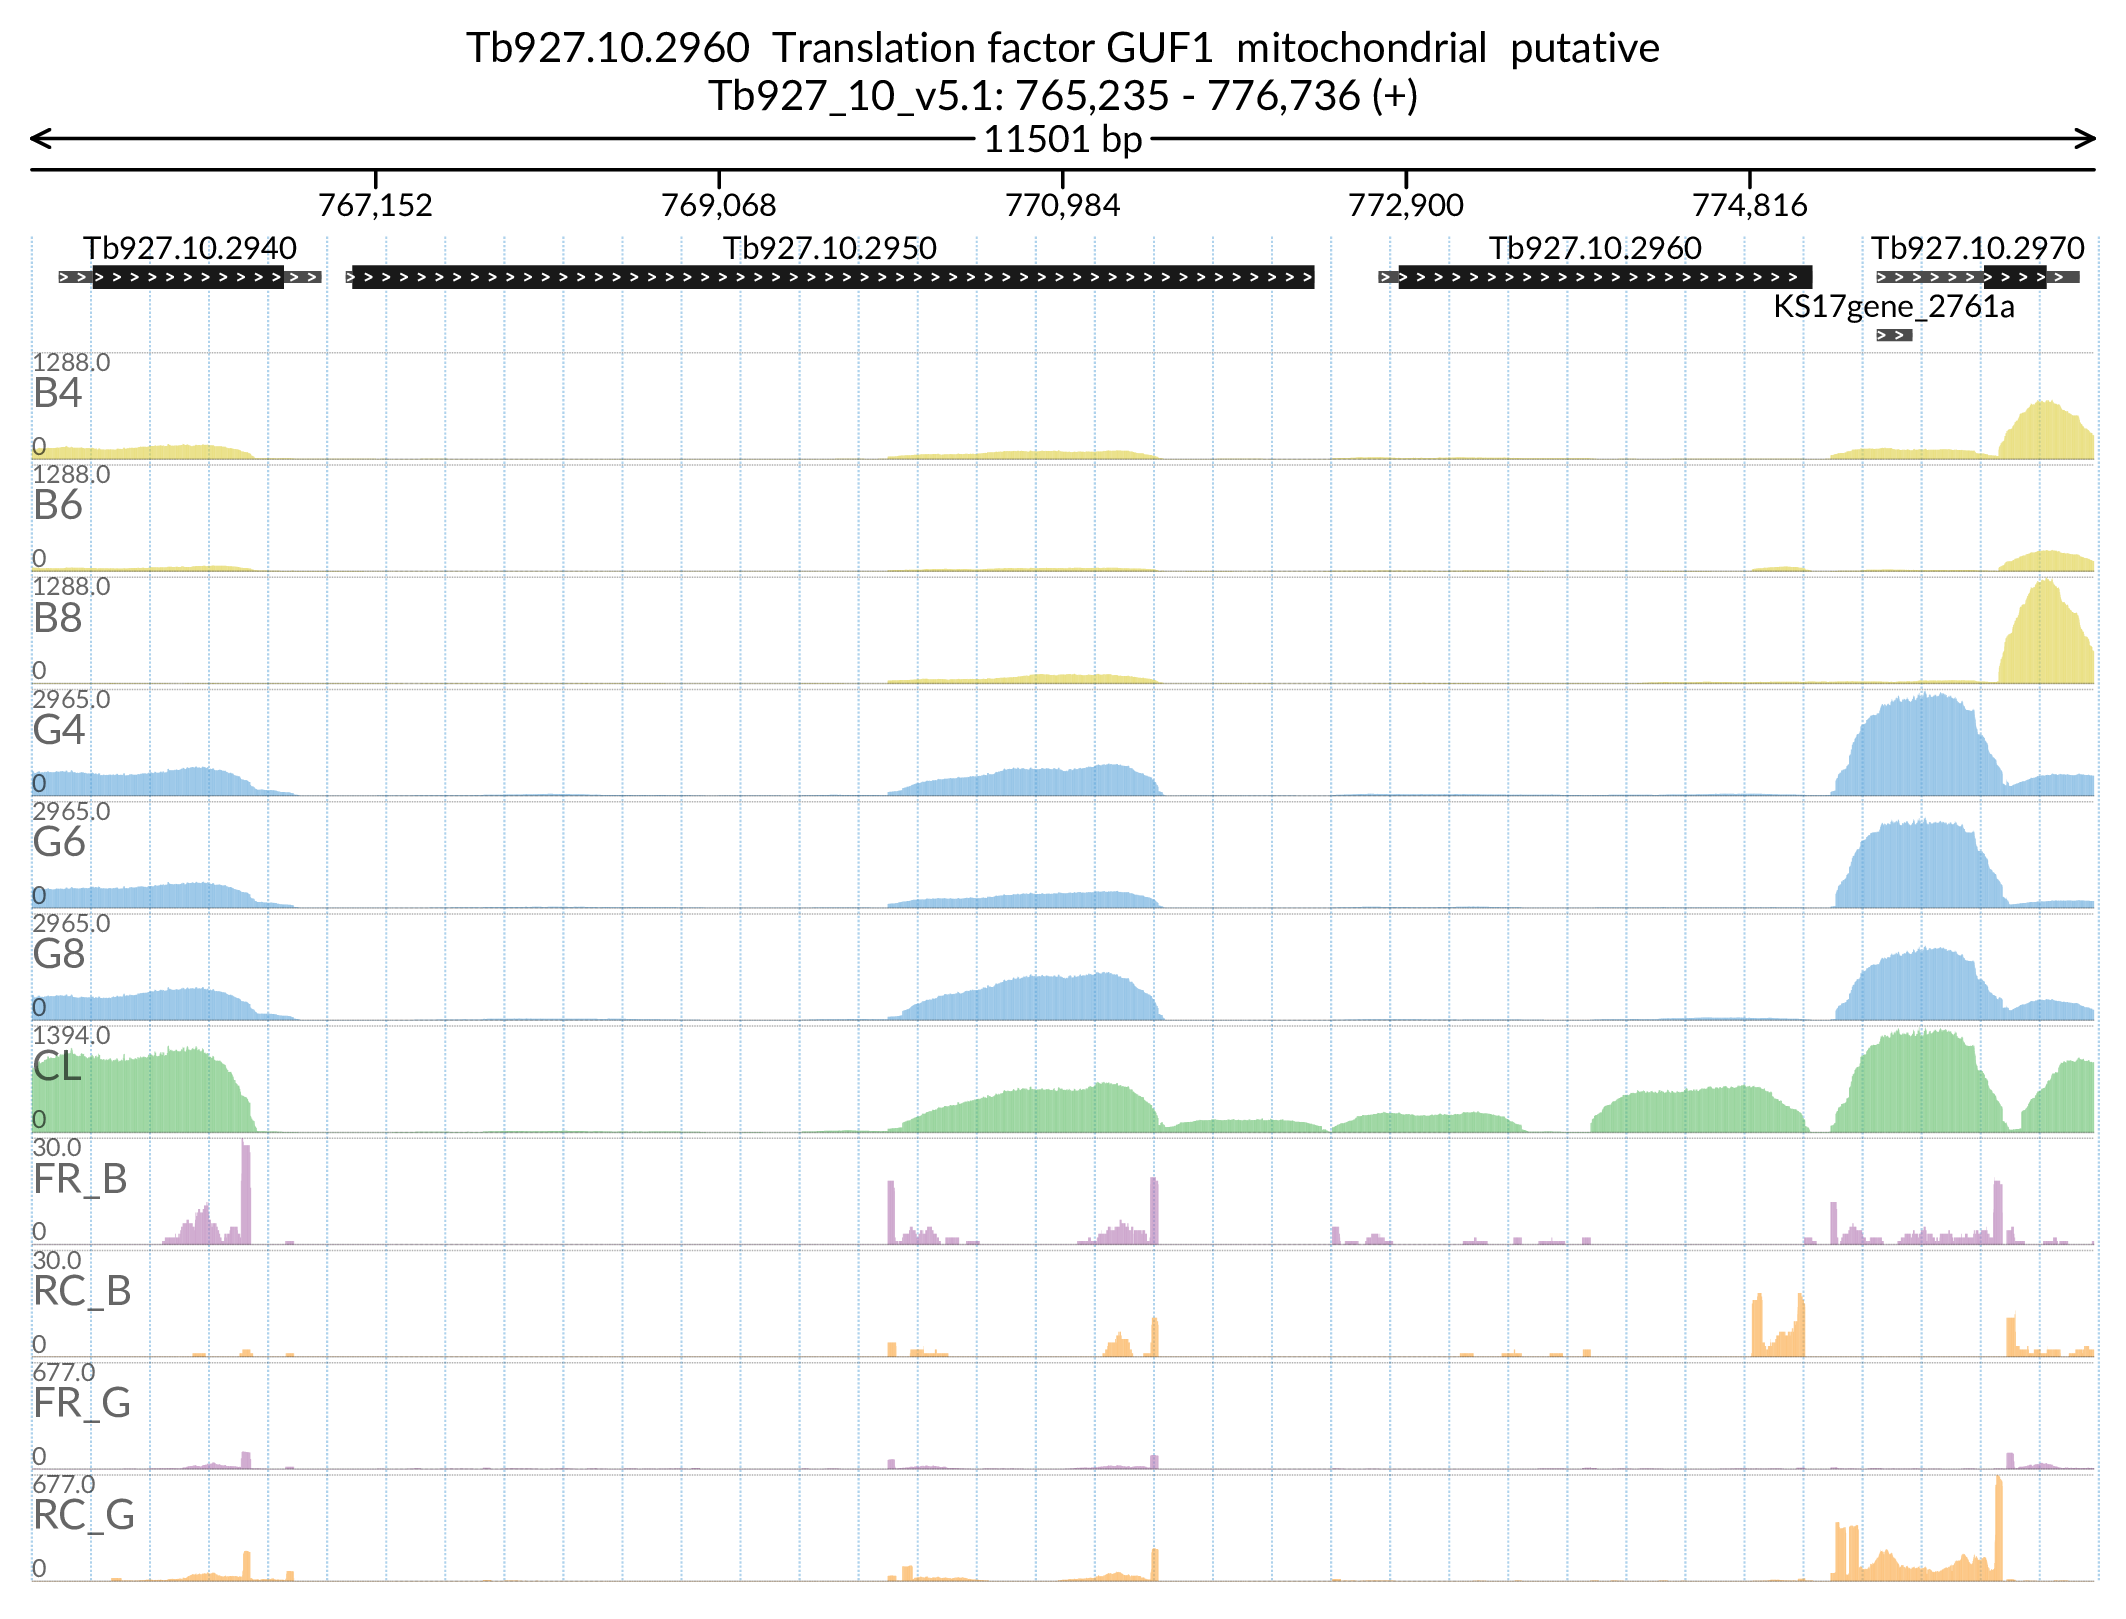 Tb927.10.2960 Translation factor GUF1 mitochondrial putative
Tb927_10_v5.1: 765,235 - 776,736 (+)
11501 bp
767,152 769,068 770,984 772,900 774,816
Tb927.10.2940 Tb927.10.2950 Tb927.10.2960 Tb927.10.2970
KS17gene_2761a
1288.0
B4
0
1288.0
B6
0
1288.0
B8
0
2965.0
G4
0
2965.0
G6
0
2965.0
G8
0
1394.0
CL
0
30.0
FR_B
0
30.0
RC_B
0
677.0
FR_G
0
677.0
RC_G
0